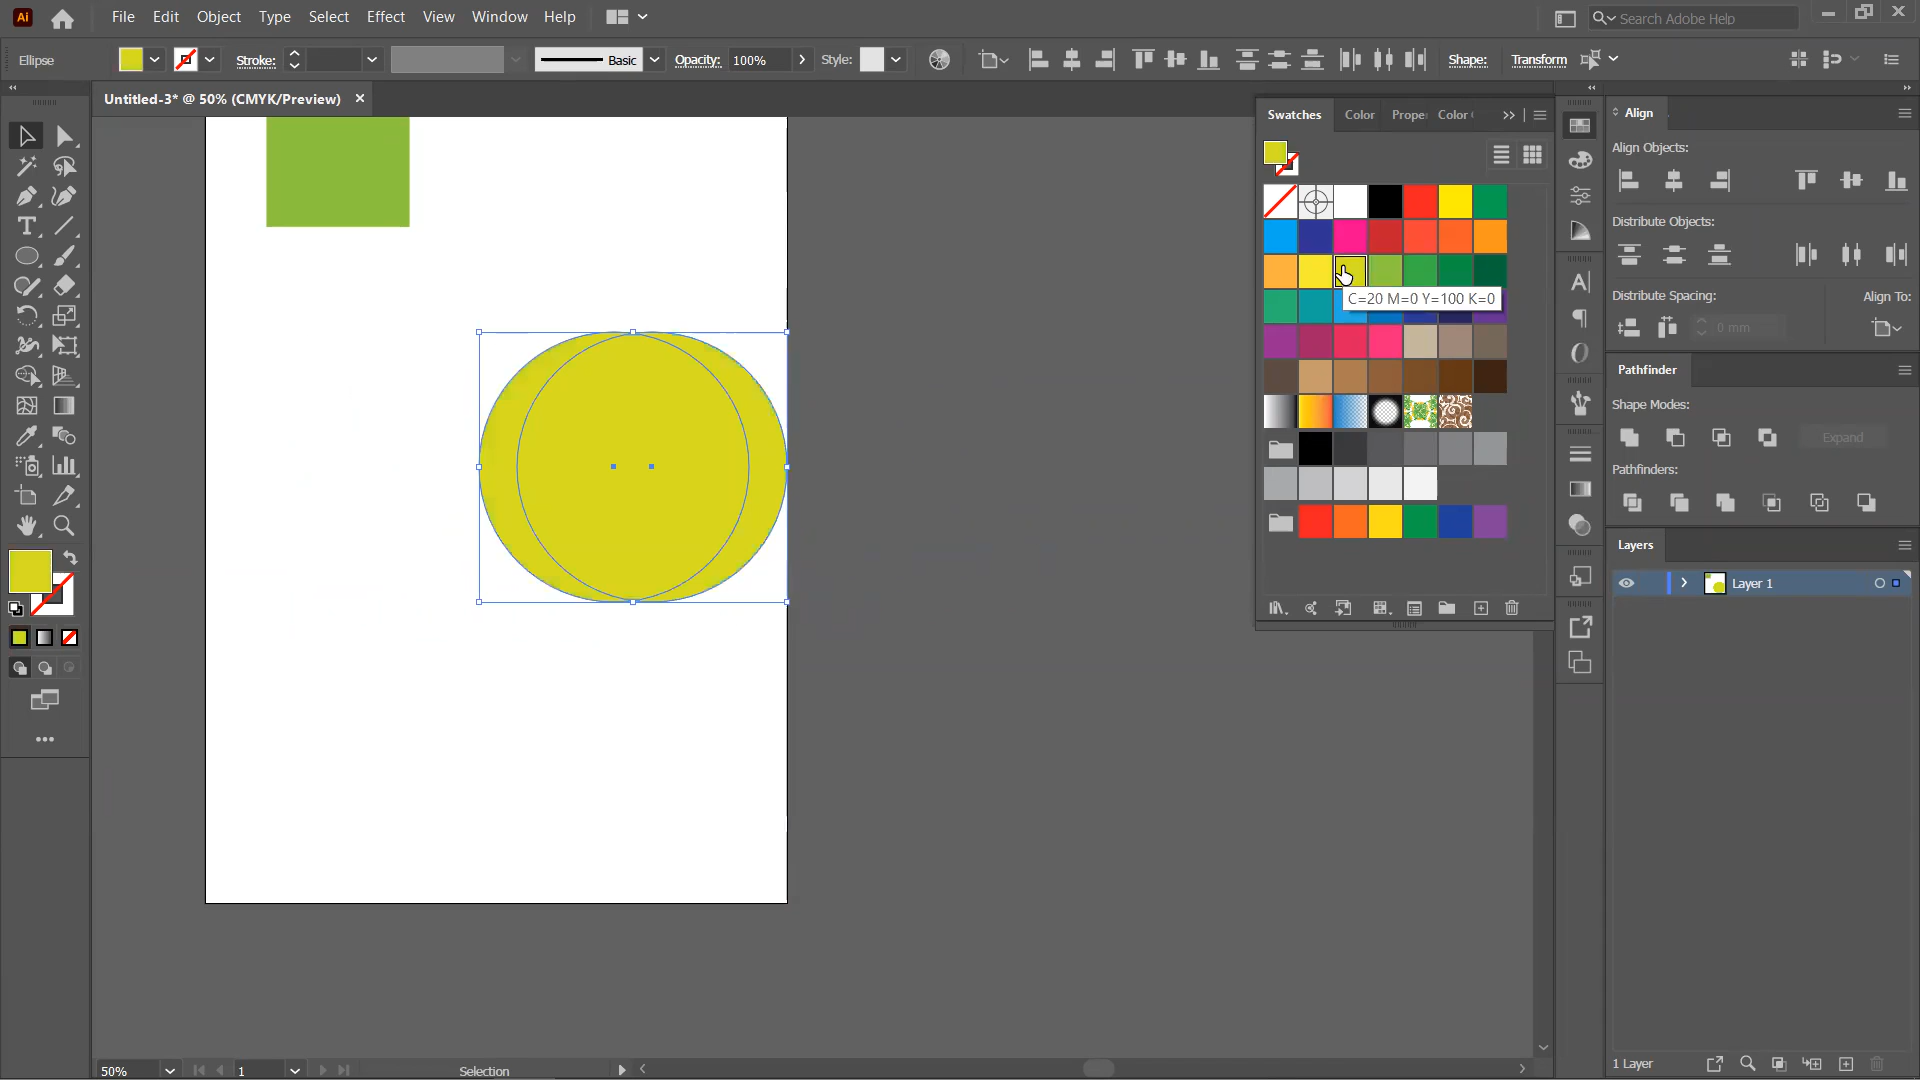 Ai File Edit Object Type Select Effect View Window Help Search Adobe Help
Ellipse Stroke: Basic Opacity: 100% Style: Shape: Transform
Untitled-3* @ 50% (CMYK/Preview)
Swatches Color Prope Color
C=20 M=0 Y=100 K=0
Align
Align Objects:
Distribute Objects:
Distribute Spacing: Align To:
0 mm
Pathfinder
Shape Modes:
Expand
Pathfinders:
Layers
Layer 1
1 Layer
50% 1 Selection